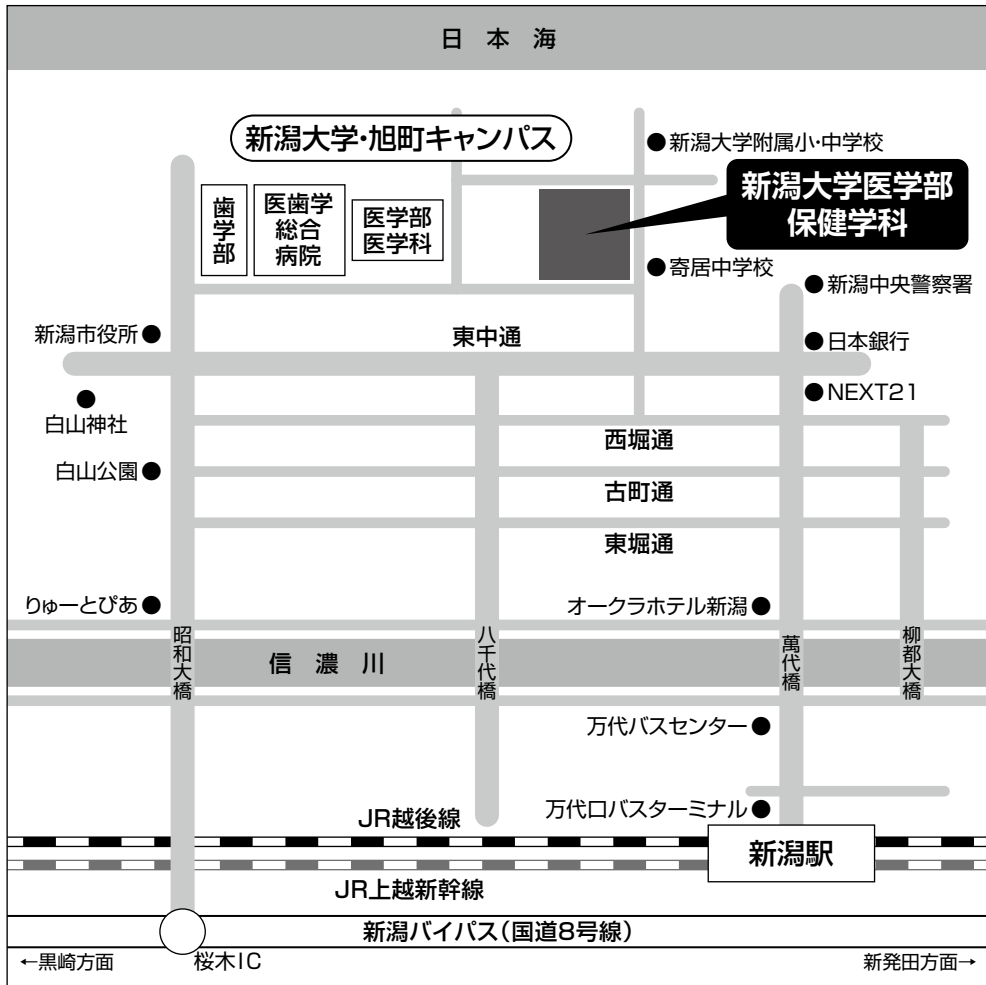 日本海
新潟大学・旭町キャンパス
新潟大学附属小・中学校
新潟大学医学部
保健学科
歯学部
医歯学
総合
病院
医学部
医学科
寄居中学校
新潟中央警察署
新潟市役所
東中通
日本銀行
NEXT21
白山神社
西堀通
白山公園
古町通
東堀通
りゅーとぴあ
オークラホテル新潟
昭和大橋
信濃川
八千代橋
萬代橋
柳都大橋
万代バスセンター
万代口バスターミナル
JR越後線
新潟駅
JR上越新幹線
新潟バイパス(国道8号線)
←黒崎方面
桜木IC
新発田方面→